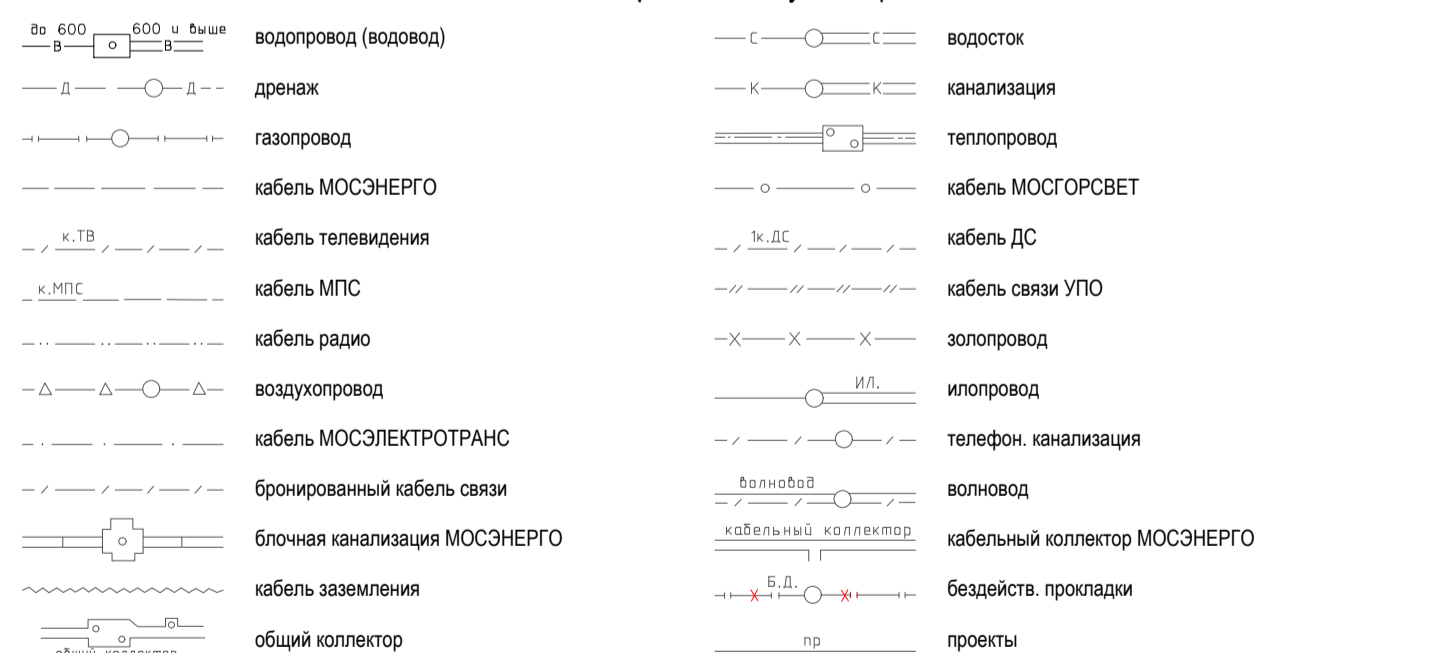 до 600 600 и выше
В В водопровод (водовод) С С водосток
Д Д дренаж К К канализация
газопровод теплопровод
кабель МОСЭНЕРГО кабель МОСГОРСВЕТ
к.ТВ кабель телевидения 1к.ДС кабель ДС
к.МПС кабель МПС кабель связи УПО
кабель радио золопровод
воздухопровод ИЛ. илопровод
кабель МОСЭЛЕКТРОТРАНС телефон. канализация
бронированный кабель связи волновод волновод
блочная канализация МОСЭНЕРГО кабельный коллектор кабельный коллектор МОСЭНЕРГО
кабель заземления Б.Д. бездейств. прокладки
общий коллектор пр проекты
общий коллектор